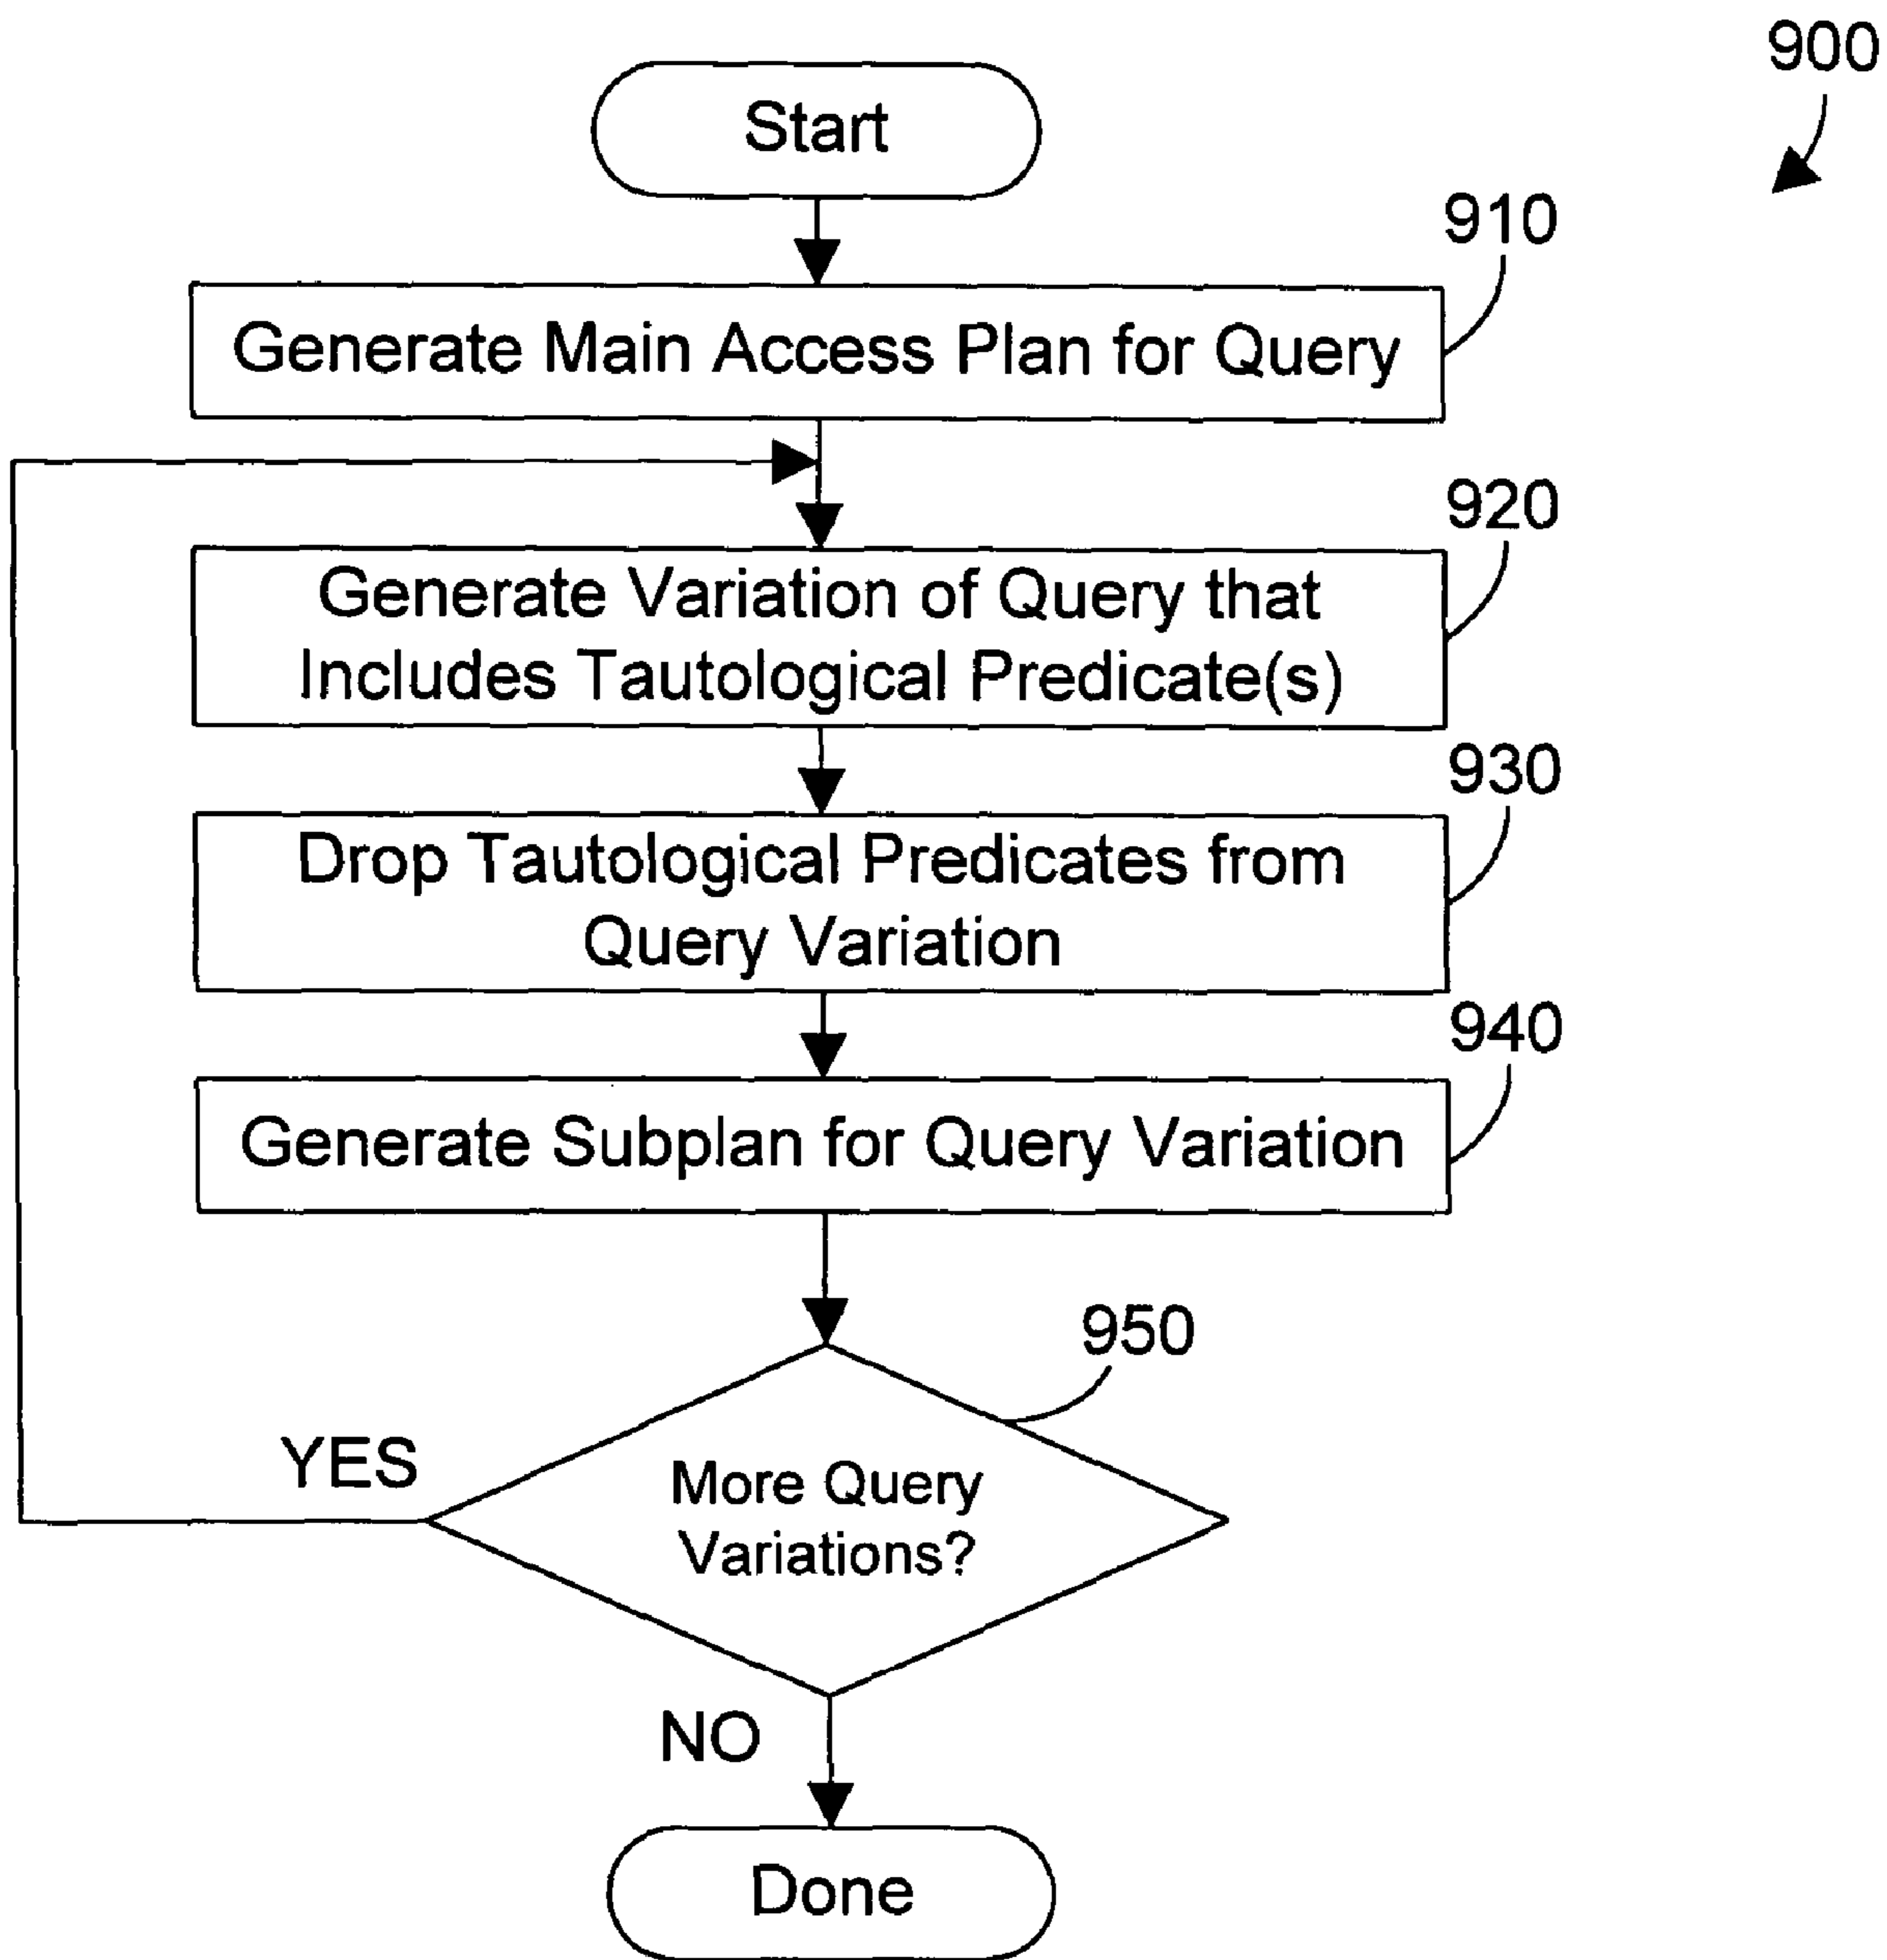 900
Start
910
Generate Main Access Plan for Query
920
Generate Variation of Query that
Includes Tautological Predicate(s)
930
Drop Tautological Predicates from
Query Variation
940
Generate Subplan for Query Variation
950
YES
More Query
Variations?
NO
Done